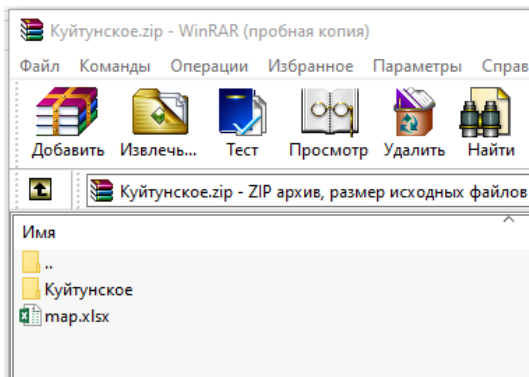 Куйтунское.zip - WinRAR (пробная копия)
Файл Команды Операции Избранное Параметры Справ
Добавить Извлечь... Тест Просмотр Удалить Найти
Куйтунское.zip - ZIP архив, размер исходных файлов
Имя
..
Куйтунское
map.xlsx